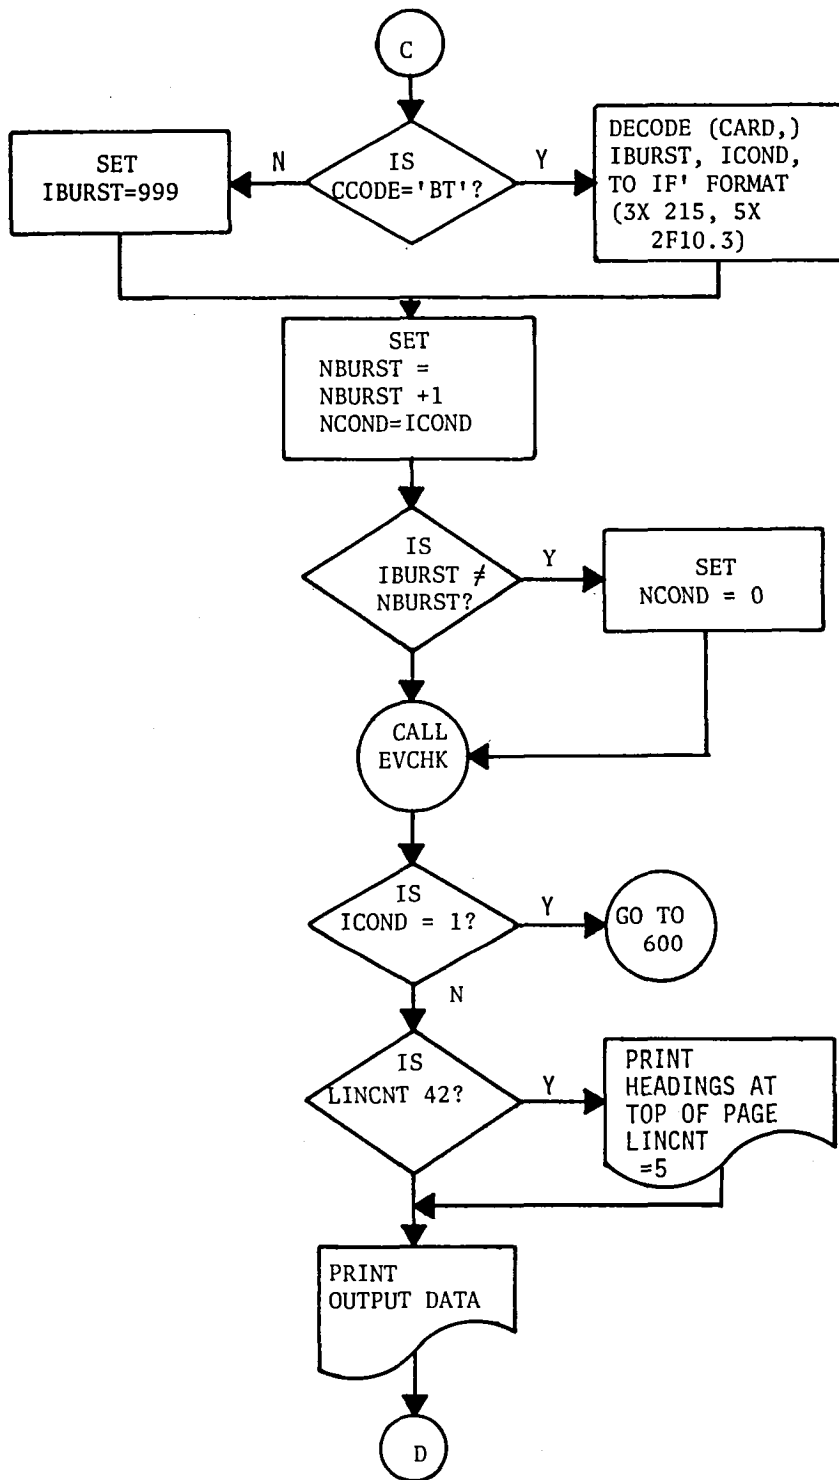 C
IS
CCODE='BT'?
N
Y
SET
IBURST=999
DECODE (CARD,)
IBURST, ICOND,
TO IF' FORMAT
(3X 215, 5X
2F10.3)
SET
NBURST =
NBURST +1
NCOND=ICOND
IS
IBURST ≠
NBURST?
Y
SET
NCOND = 0
CALL
EVCHK
IS
ICOND = 1?
Y
GO TO
600
N
IS
LINCNT 42?
Y
PRINT
HEADINGS AT
TOP OF PAGE
LINCNT
=5
PRINT
OUTPUT DATA
D